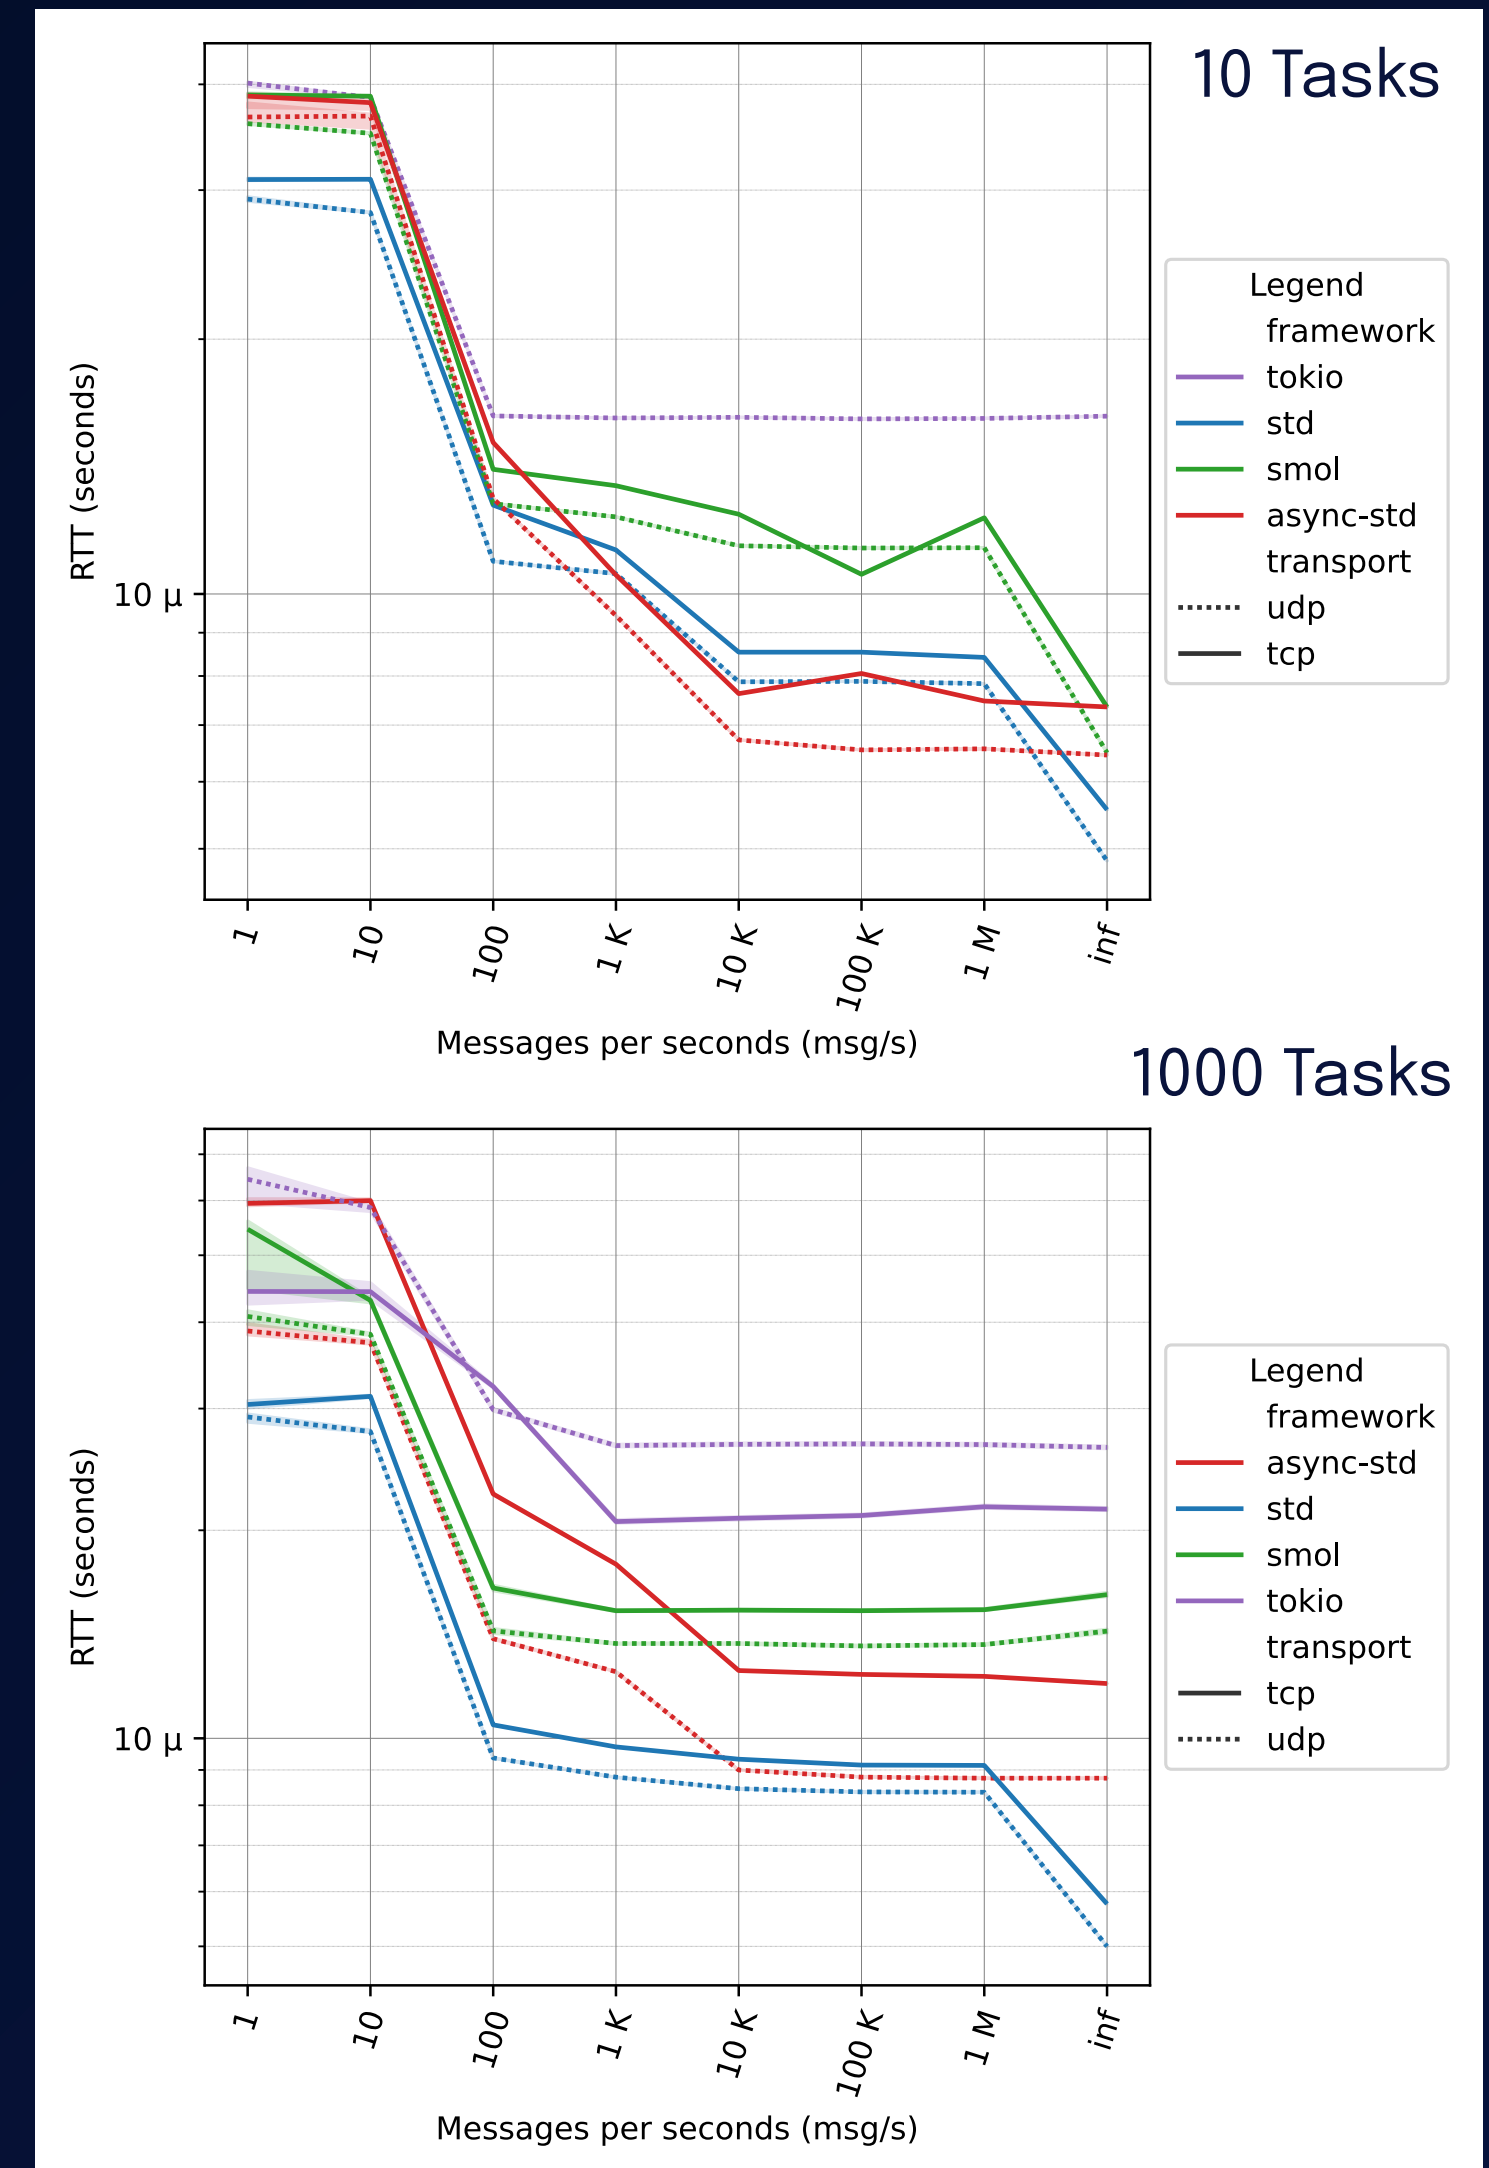 10 Tasks
Legend
framework
tokio
std
smol
async-std
transport
udp
tcp
RTT (seconds)
10 µ
1
10
100
1 K
10 K
100 K
1 M
inf
Messages per seconds (msg/s)
1000 Tasks
Legend
framework
async-std
std
smol
tokio
transport
tcp
udp
RTT (seconds)
10 µ
1
10
100
1 K
10 K
100 K
1 M
inf
Messages per seconds (msg/s)